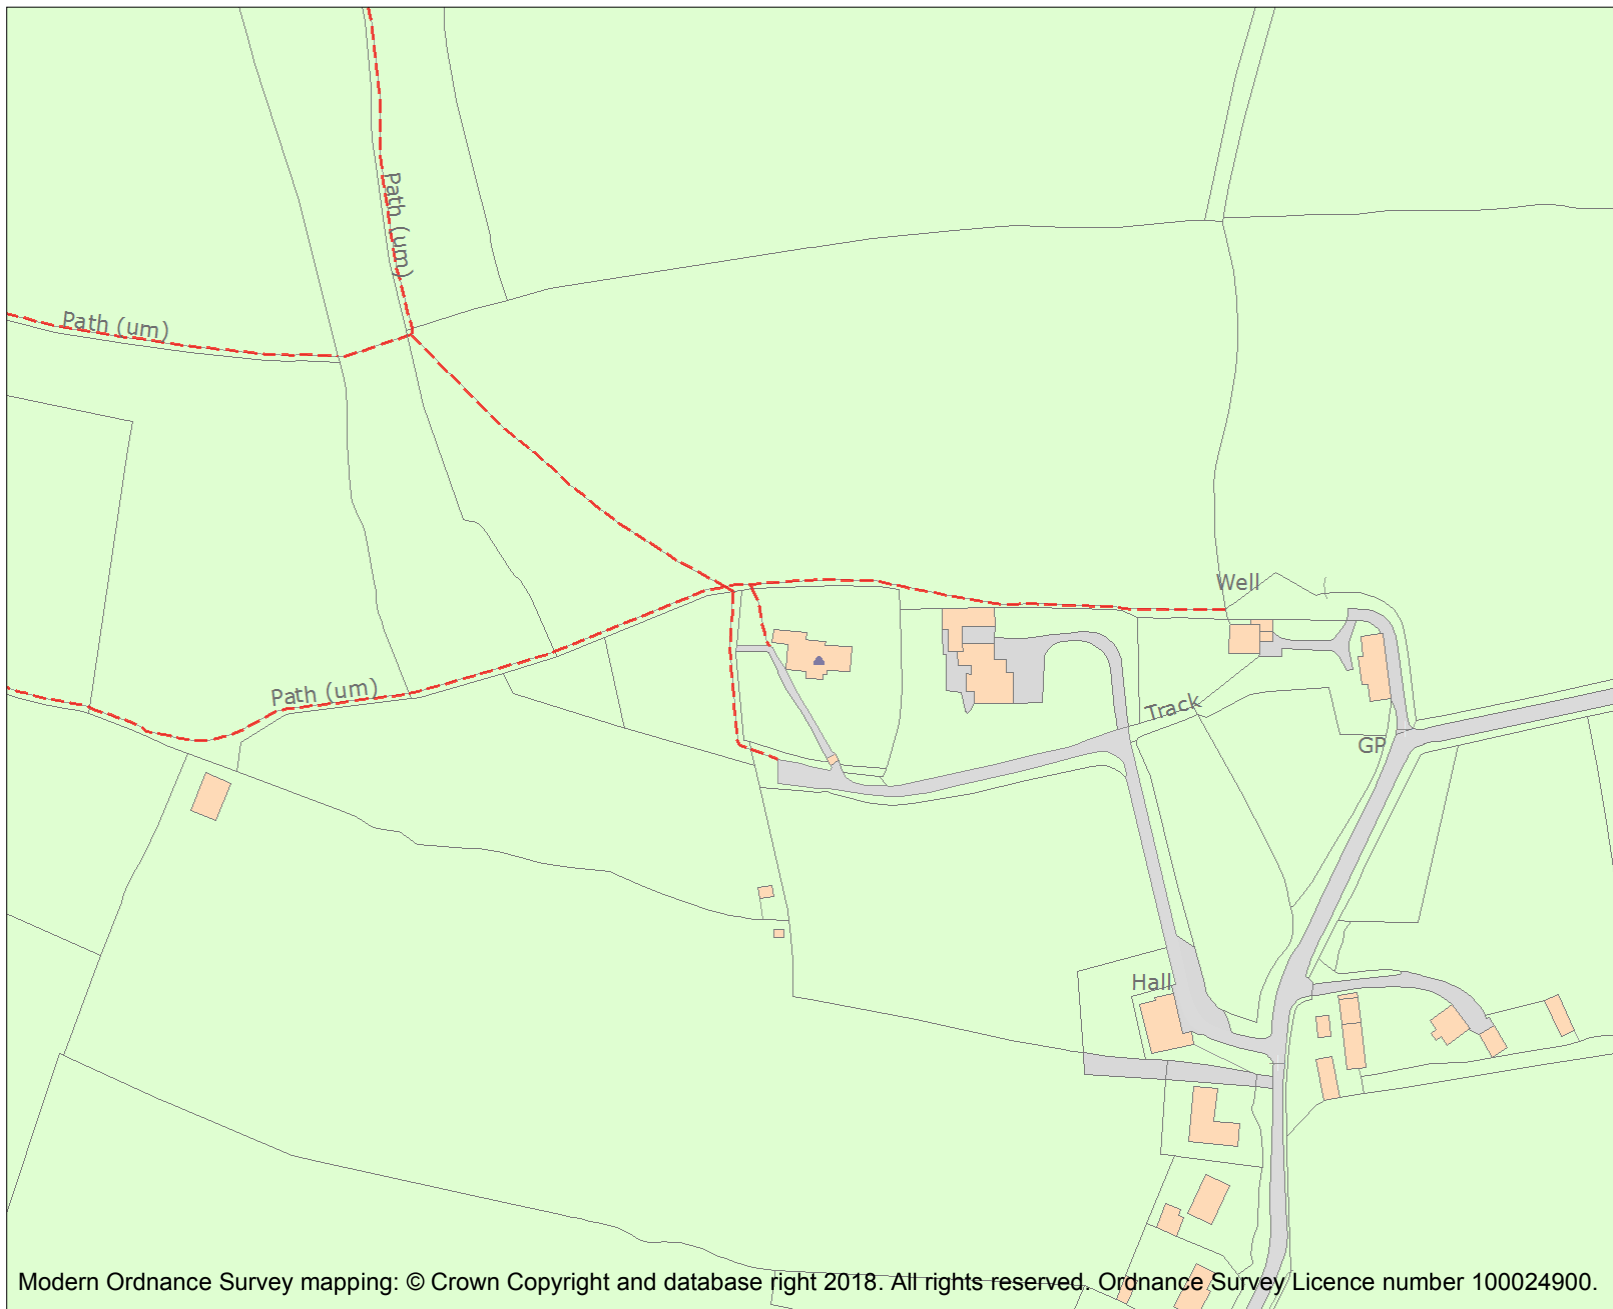 Path (um)
Path (um)
Well
Path (um)
Track
GP
Hall
Modern Ordnance Survey mapping: © Crown Copyright and database right 2018. All rights reserved. Ordnance Survey Licence number 100024900.